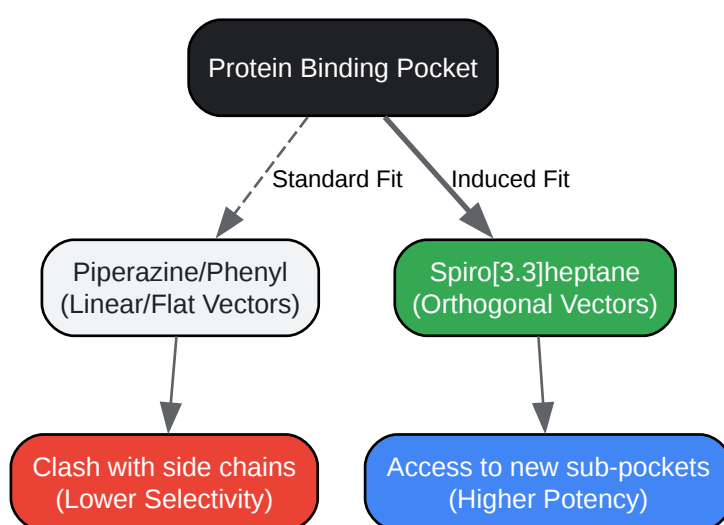 Protein Binding Pocket
Standard Fit
Induced Fit
Piperazine/Phenyl
(Linear/Flat Vectors)
Spiro[3.3]heptane
(Orthogonal Vectors)
Clash with side chains
(Lower Selectivity)
Access to new sub-pockets
(Higher Potency)